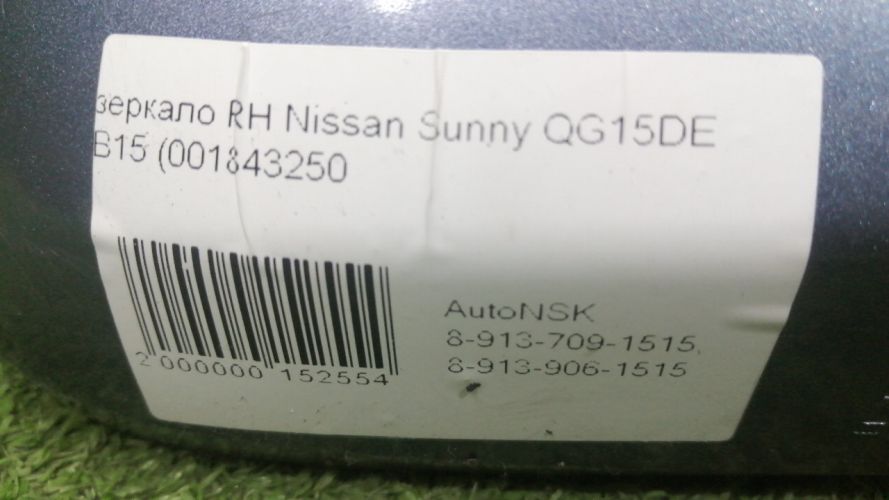 зеркало RH Nissan Sunny QG15DE
B15 (001843250
AutoNSK
8-913-709-1515,
8-913-906-1515
2 000000 152554